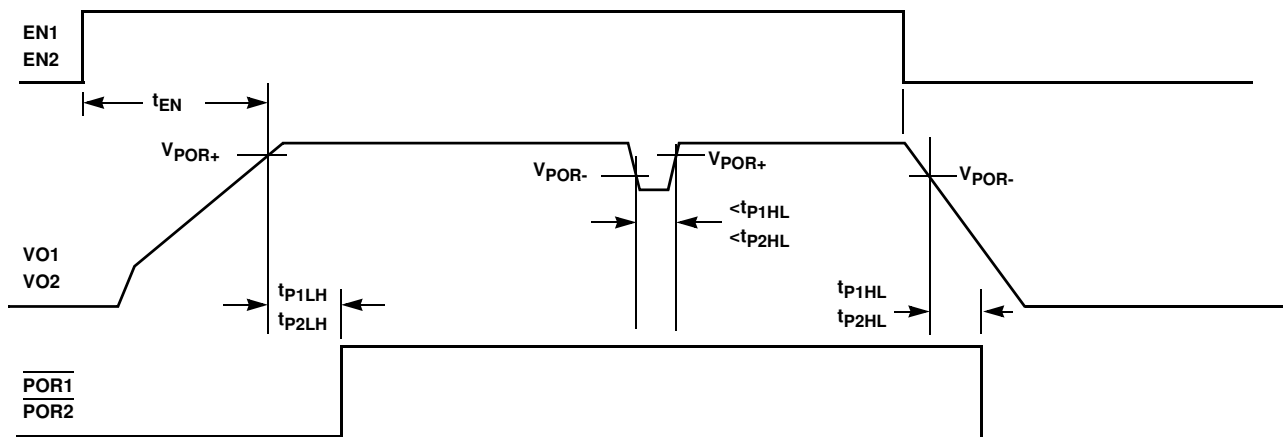 EN1
EN2
tEN
VPOR+
VPOR-
VPOR+
VPOR-
<tP1HL
<tP2HL
VO1
VO2
tP1LH
tP2LH
tP1HL
tP2HL
POR1
POR2